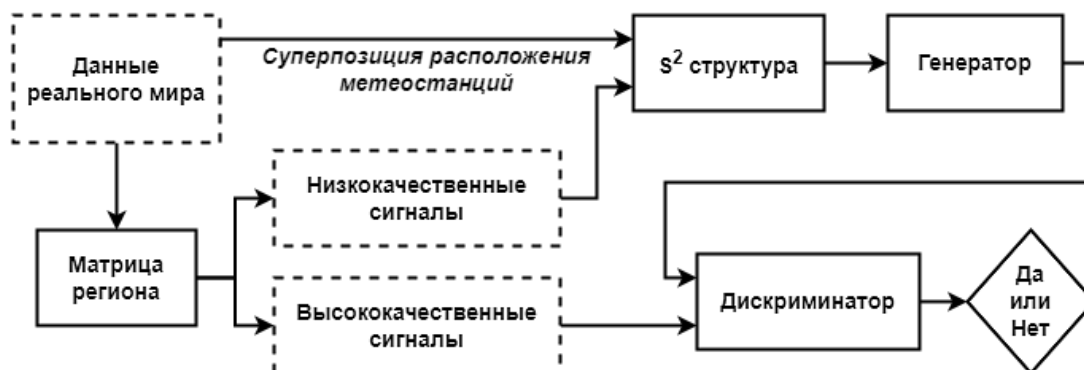 Данные
реального мира
Суперпозиция расположения
метеостанций
S² структура
Генератор
Низкокачественные
сигналы
Матрица
региона
Высококачественные
сигналы
Дискриминатор
Да
или
Нет